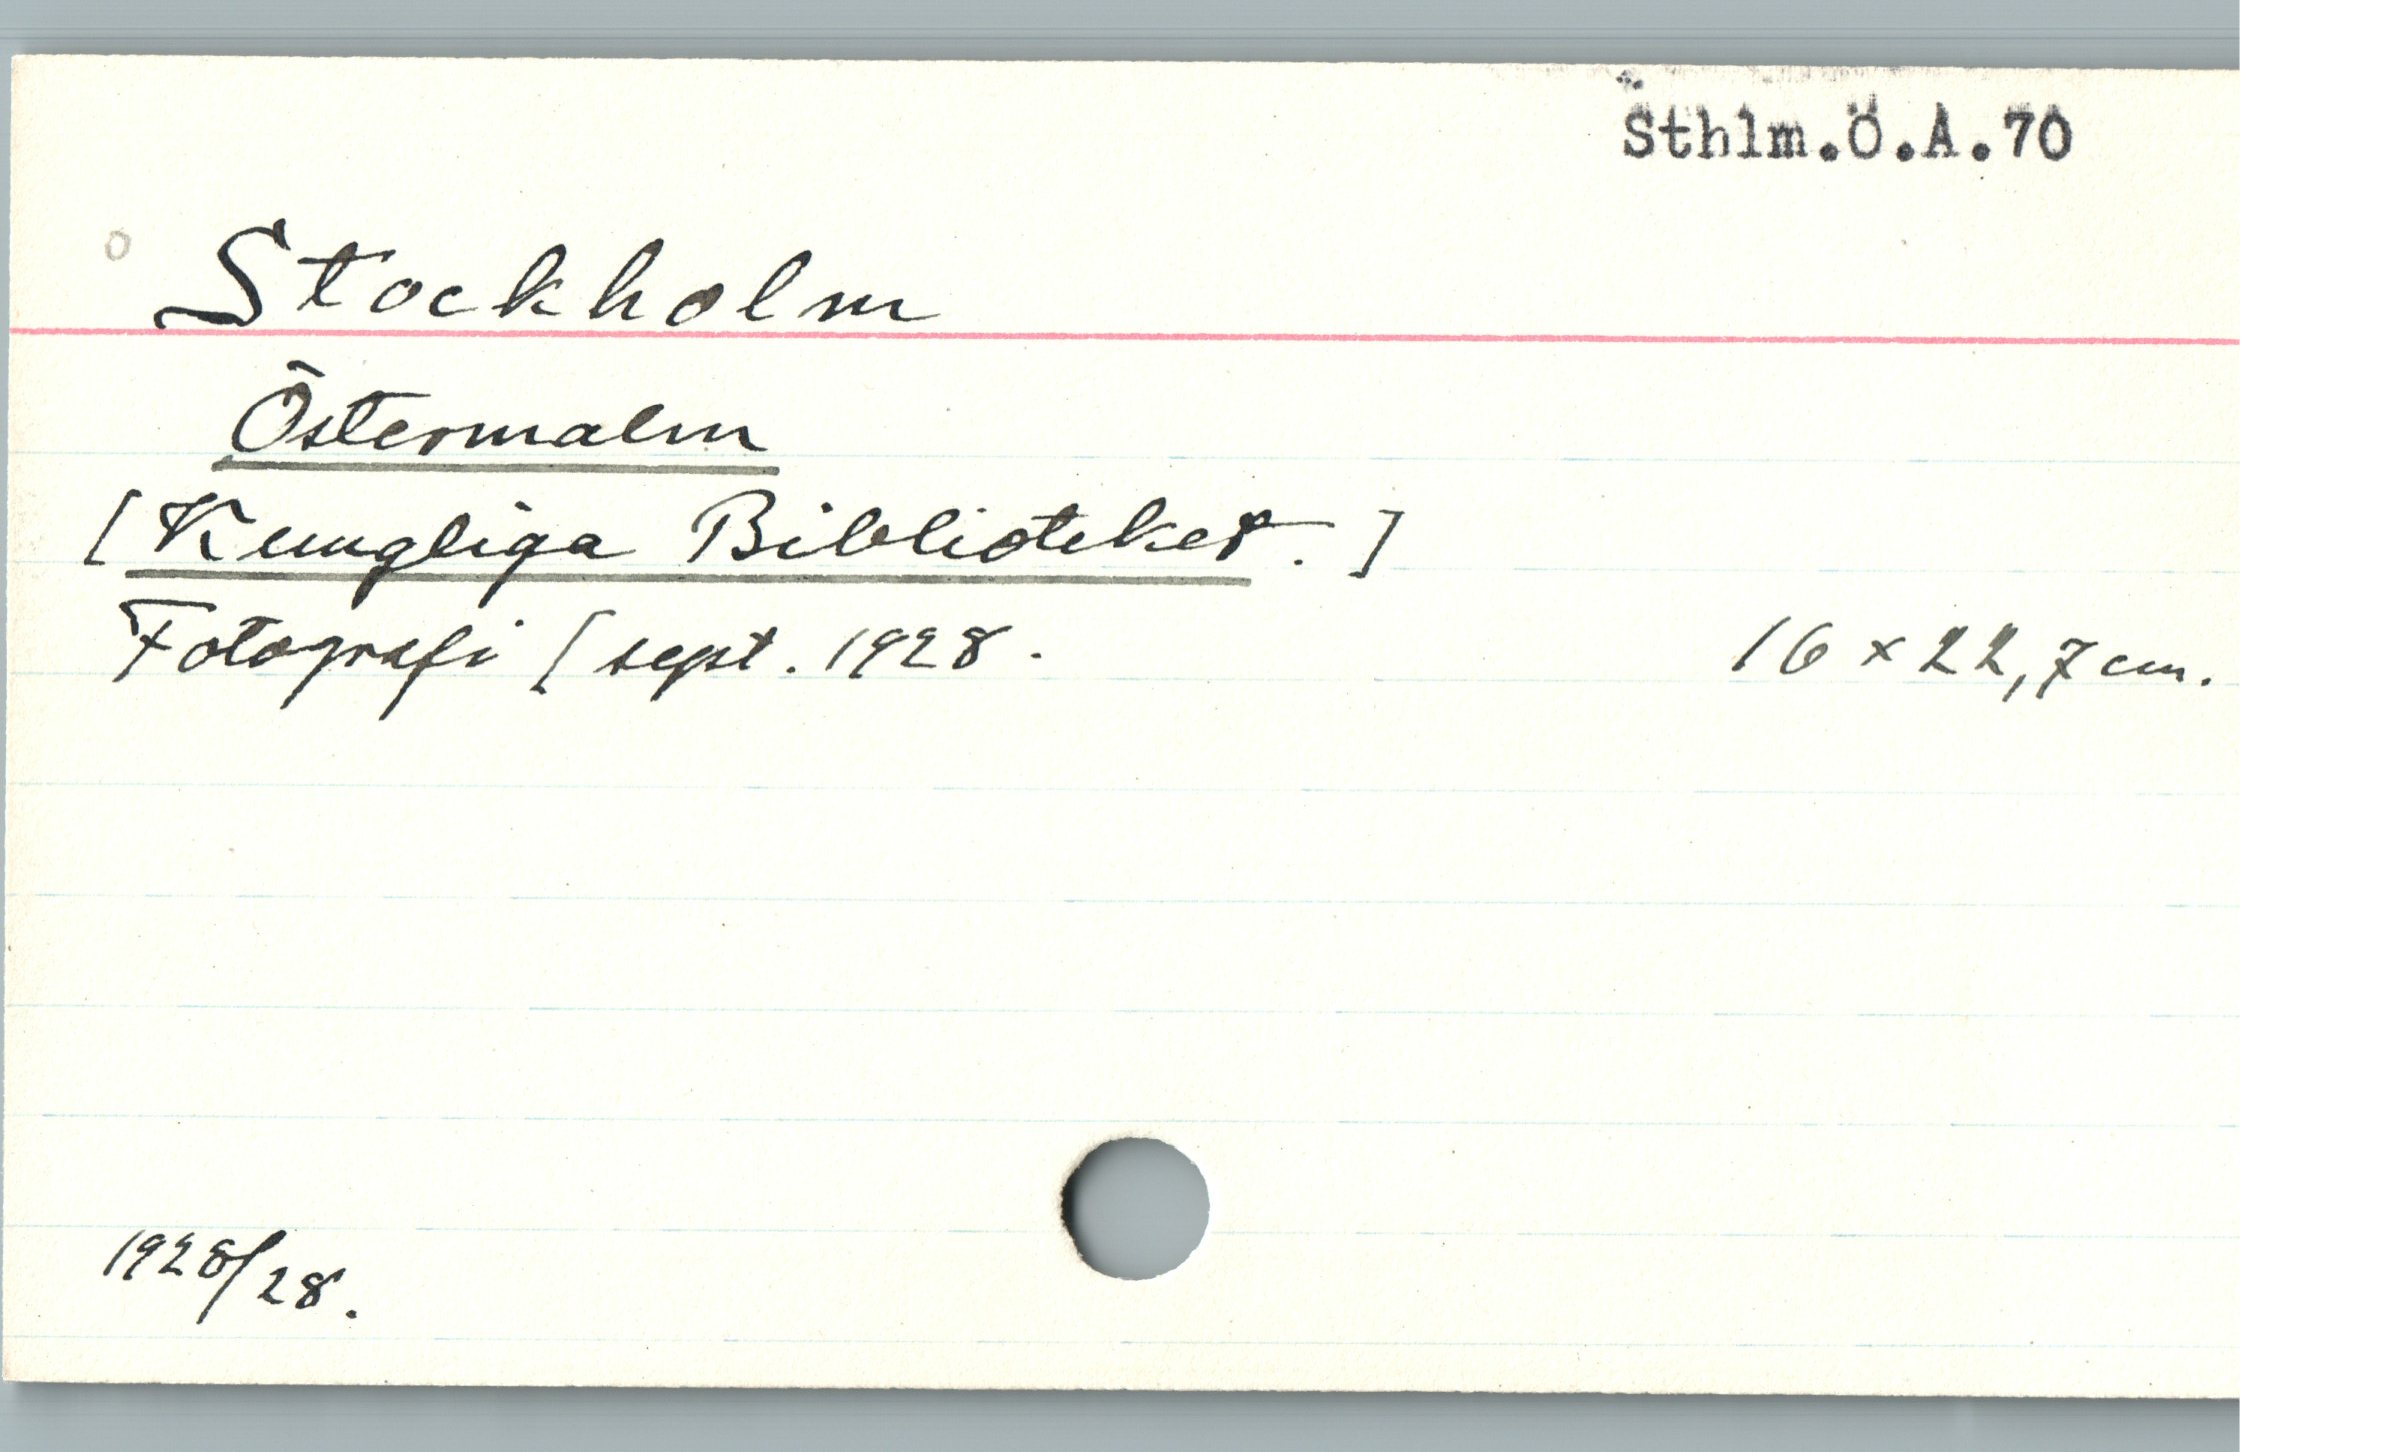 Sthlm.Ö.A.70
Stockholm
Östermalm
[Kungliga Biblioteket.]
Fotografi [sept. 1928. 16 x 22,7 cm.
1928/28.